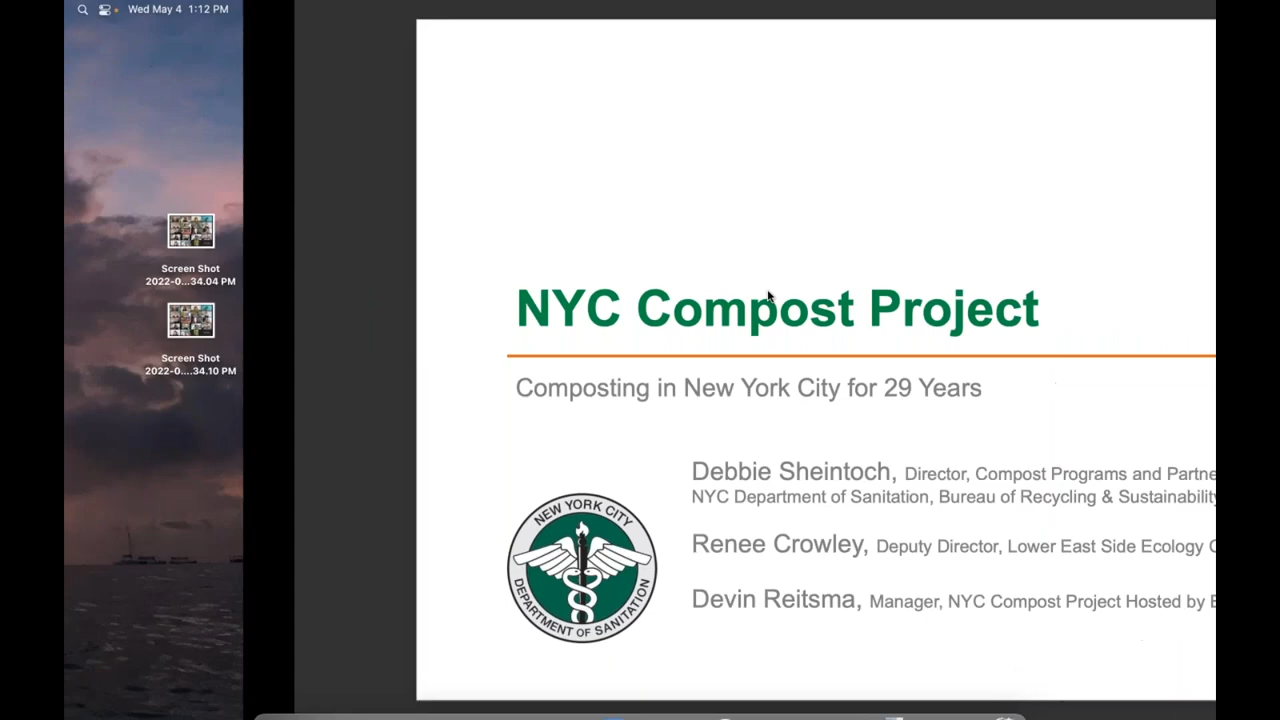 Wed May 4 1:12 PM
Screen Shot
2022-0...34.04 PM
Screen Shot
2022-0....34.10 PM
NYC Compost Project
Composting in New York City for 29 Years
Debbie Sheintoch, Director, Compost Programs and Partne
NYC Department of Sanitation, Bureau of Recycling & Sustainability
Renee Crowley, Deputy Director, Lower East Side Ecology
Devin Reitsma, Manager, NYC Compost Project Hosted by
NEW YORK CITY
DEPARTMENT OF SANITATION